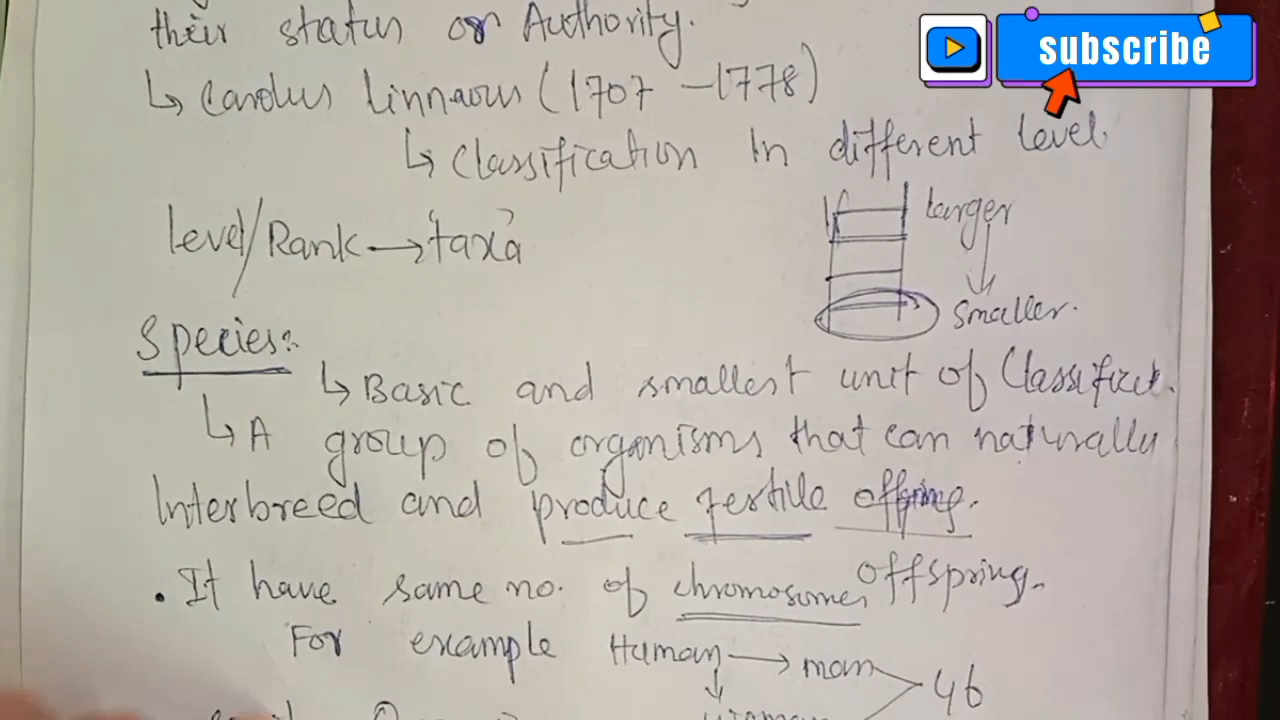 their status or Authority.
subscribe
↳ Carolus linnaous (1707 – 1778)
↳ Classification in different level.
level/Rank → 'taxa'
larger
smaller.
Species:
↳ Basic and smallest unit of Classificat.
↳ A group of organisms that can naturally
Interbreed and produce fertile offspring.
• It have same no. of chromosomes offspring.
For example Human → man 46